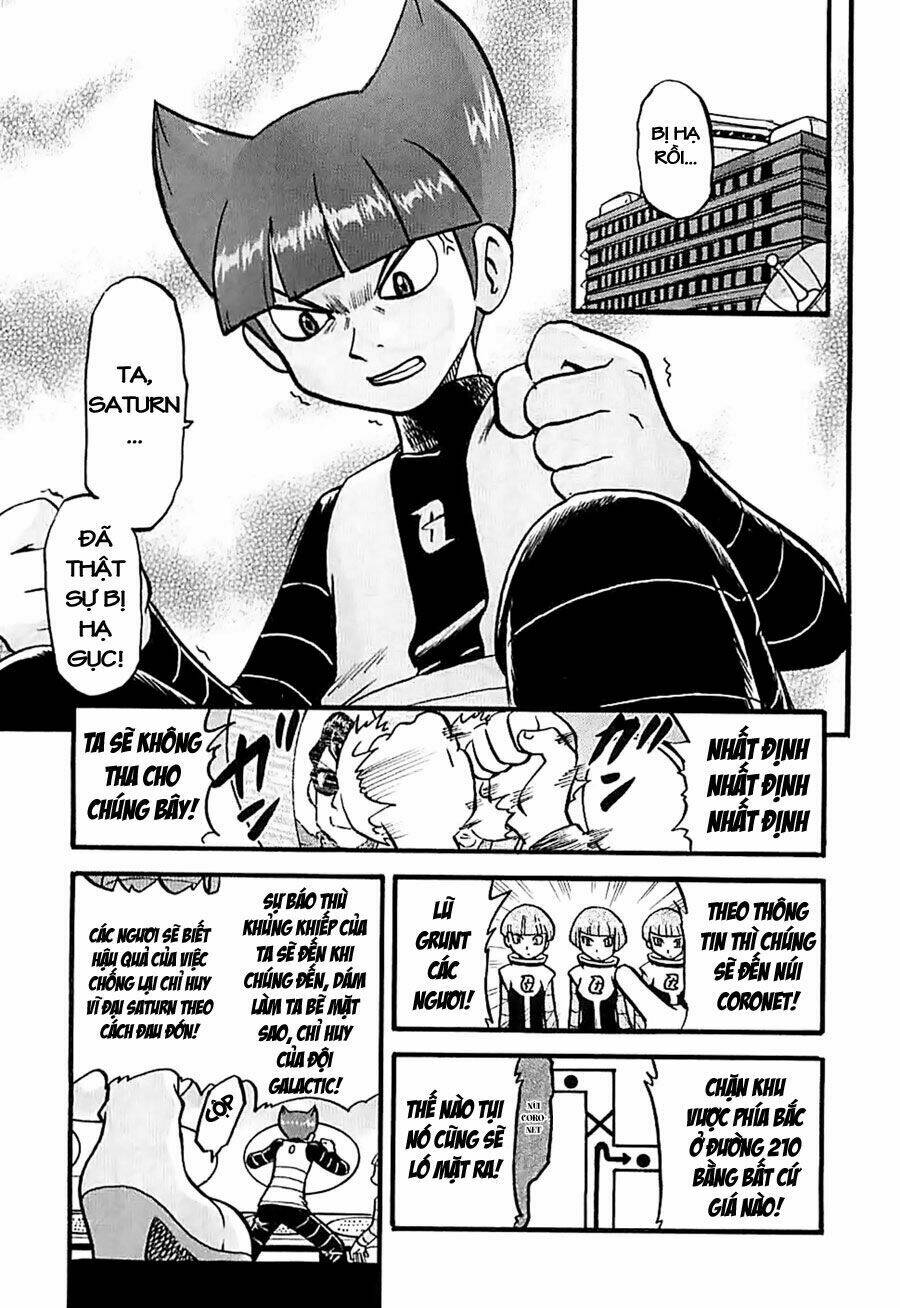 BỊ HẠ
RỒI...
TA,
SATURN
...
ĐÃ
THẬT
SỰ BỊ
HẠ
GỤC!
NHẤT ĐỊNH
NHẤT ĐỊNH
NHẤT ĐỊNH
TA SẼ KHÔNG
THA CHO
CHÚNG BÂY!
THEO THÔNG
TIN THÌ CHÚNG
SẼ ĐẾN NÚI
CORONET!
LŨ
GRUNT
CÁC
NGƯƠI!
CHẶN KHU
VƯỢC PHÍA BẮC
Ở ĐƯỜNG 210
BẰNG BẤT CỨ
GIÁ NÀO!
NÚI
CORO
NET
THẾ NÀO TỤI
NÓ CŨNG SẼ
LÓ MẶT RA!
SỰ BÁO THÙ
KHỦNG KHIẾP CỦA
TA SẼ ĐẾN KHI
CHÚNG ĐẾN, DÁM
LÀM TA BẼ MẶT
SAO, CHỈ HUY
CỦA ĐỘI
GALACTIC!
CÁC NGƯƠI SẼ BIẾT
HẬU QUẢ CỦA VIỆC
CHỐNG LẠI CHỈ HUY
VĨ ĐẠI SATURN THEO
CÁCH ĐAU ĐỚN!
CỘP